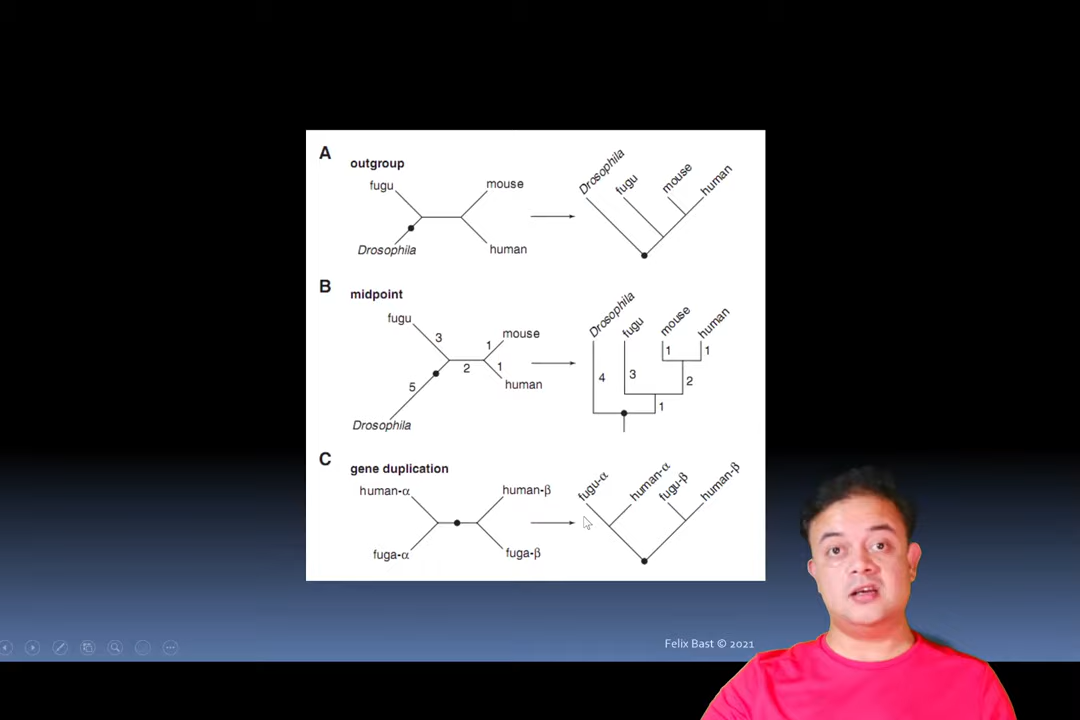 A
outgroup
fugu
mouse
Drosophila
human
Drosophila
fugu
mouse
human
B
midpoint
fugu
3
1
mouse
2
1
human
5
Drosophila
Drosophila
fugu
mouse
human
1
1
4
3
2
1
C
gene duplication
human-α
human-β
fuga-α
fuga-β
fugu-α
human-α
fugu-β
human-β
Felix Bast © 2021